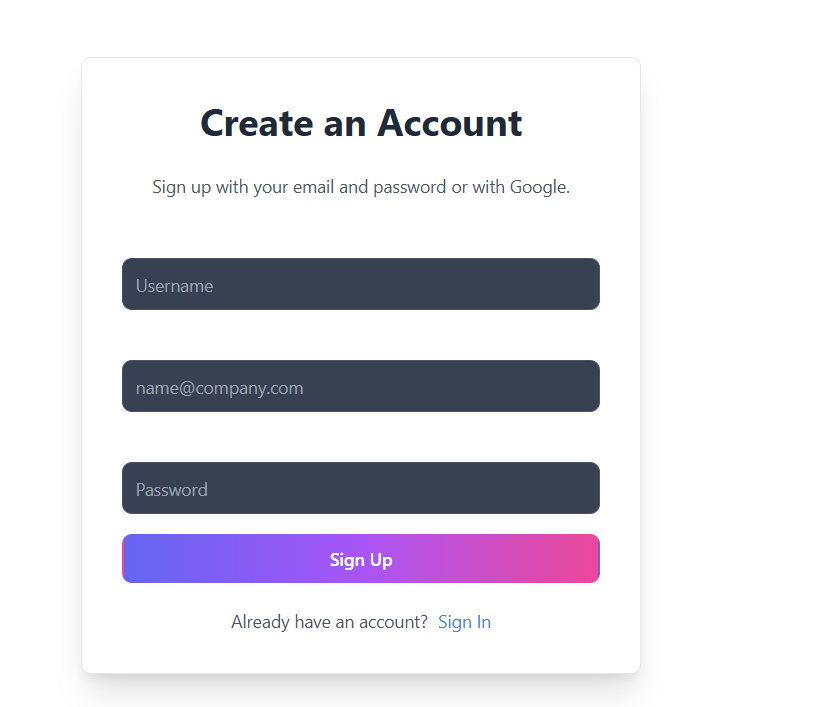 Create an Account
Sign up with your email and password or with Google.
Username
name@company.com
Password
Sign Up
Already have an account? Sign In